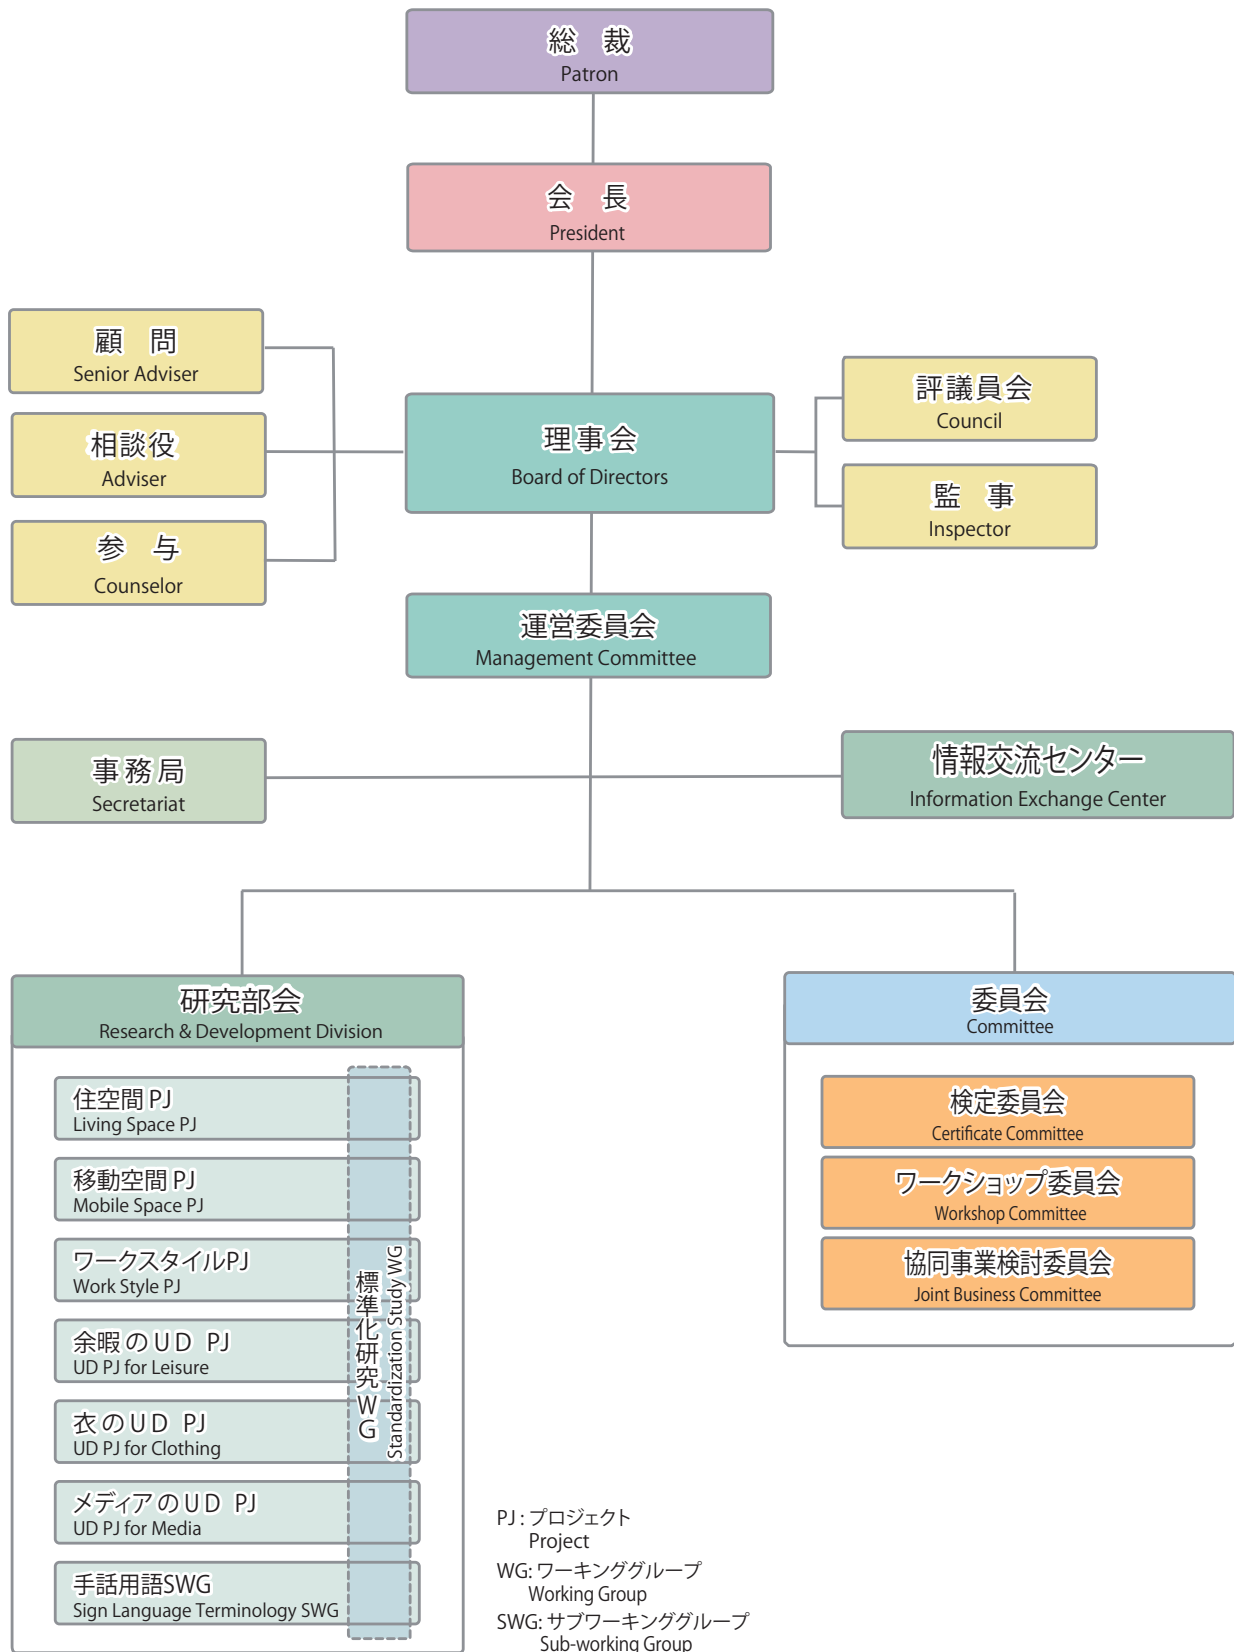 総　裁
Patron
会　長
President
顧　問
Senior Adviser
相談役
Adviser
参　与
Counselor
理事会
Board of Directors
評議員会
Council
監　事
Inspector
運営委員会
Management Committee
事務局
Secretariat
情報交流センター
Information Exchange Center
研究部会
Research & Development Division
住空間 PJ
Living Space PJ
移動空間 PJ
Mobile Space PJ
ワークスタイルPJ
Work Style PJ
余暇のUD PJ
UD PJ for Leisure
衣のUD PJ
UD PJ for Clothing
メディアのUD PJ
UD PJ for Media
手話用語SWG
Sign Language Terminology SWG
標準化研究WG
Standardization Study WG
委員会
Committee
検定委員会
Certificate Committee
ワークショップ委員会
Workshop Committee
協同事業検討委員会
Joint Business Committee
PJ : プロジェクト
Project
WG: ワーキンググループ
Working Group
SWG: サブワーキンググループ
Sub-working Group